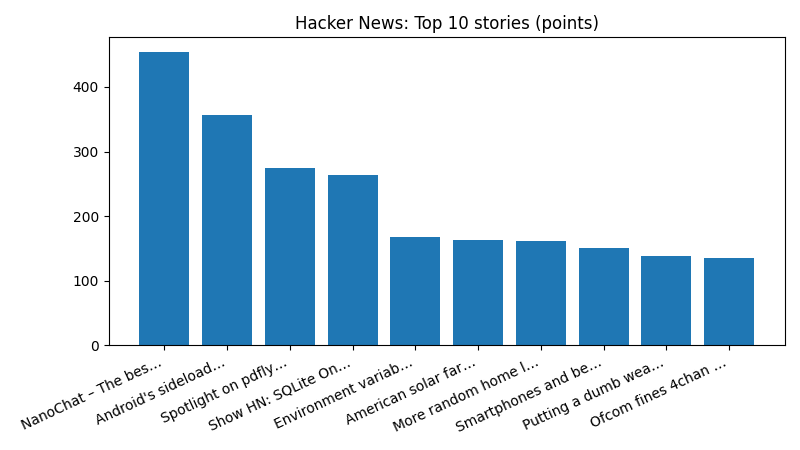 Hacker News: Top 10 stories (points)
400
300
200
100
0
NanoChat – The bes...
Android's sideload...
Spotlight on pdfly...
Show HN: SQLite On...
Environment variab...
American solar far...
More random home l...
Smartphones and be...
Putting a dumb wea...
Ofcom fines 4chan ...